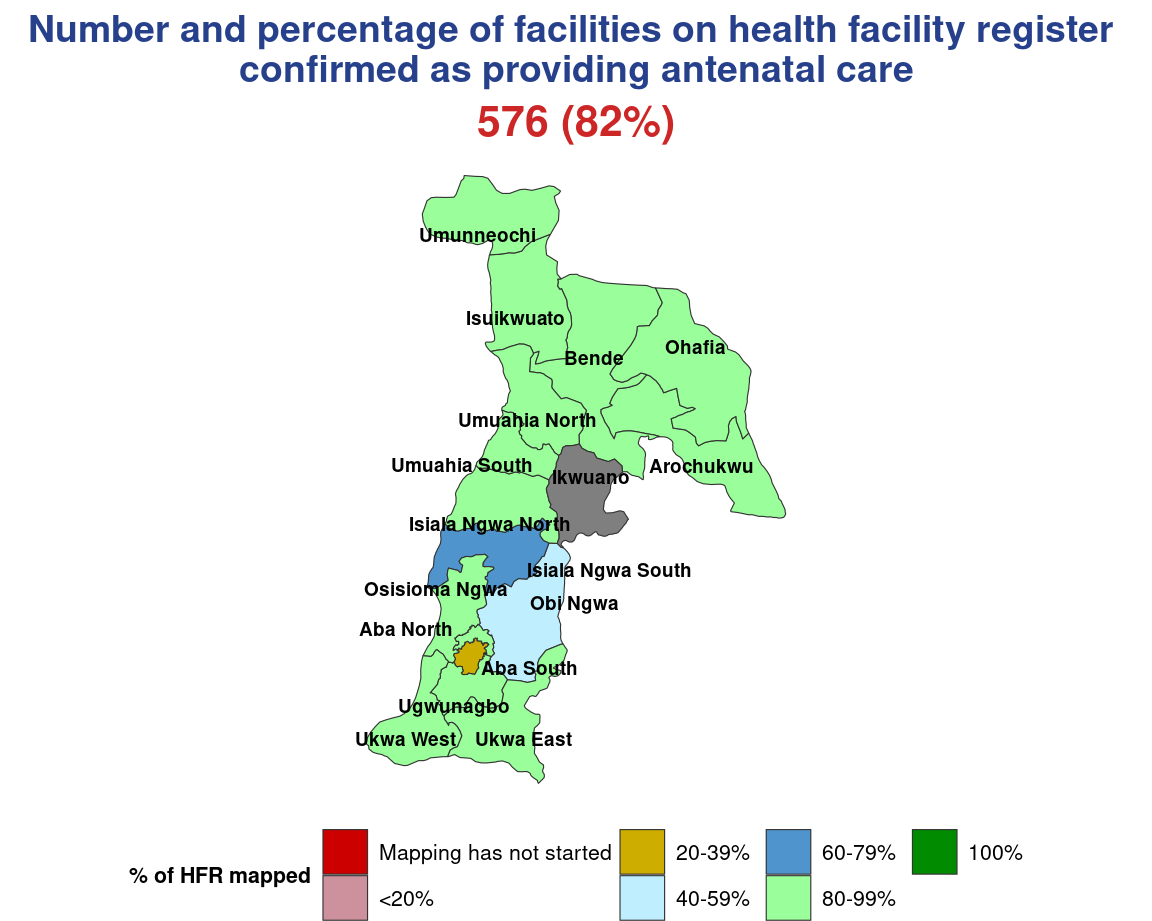 Number and percentage of facilities on health facility register
confirmed as providing antenatal care
576 (82%)
Umunneochi
Isuikwuato
Ohafia
Bende
Umuahia North
Umuahia South
Arochukwu
Ikwuano
Isiala Ngwa North
Isiala Ngwa South
Osisioma Ngwa
Obi Ngwa
Aba North
Aba South
Ugwunagbo
Ukwa West
Ukwa East
% of HFR mapped
Mapping has not started
<20%
20-39%
40-59%
60-79%
80-99%
100%